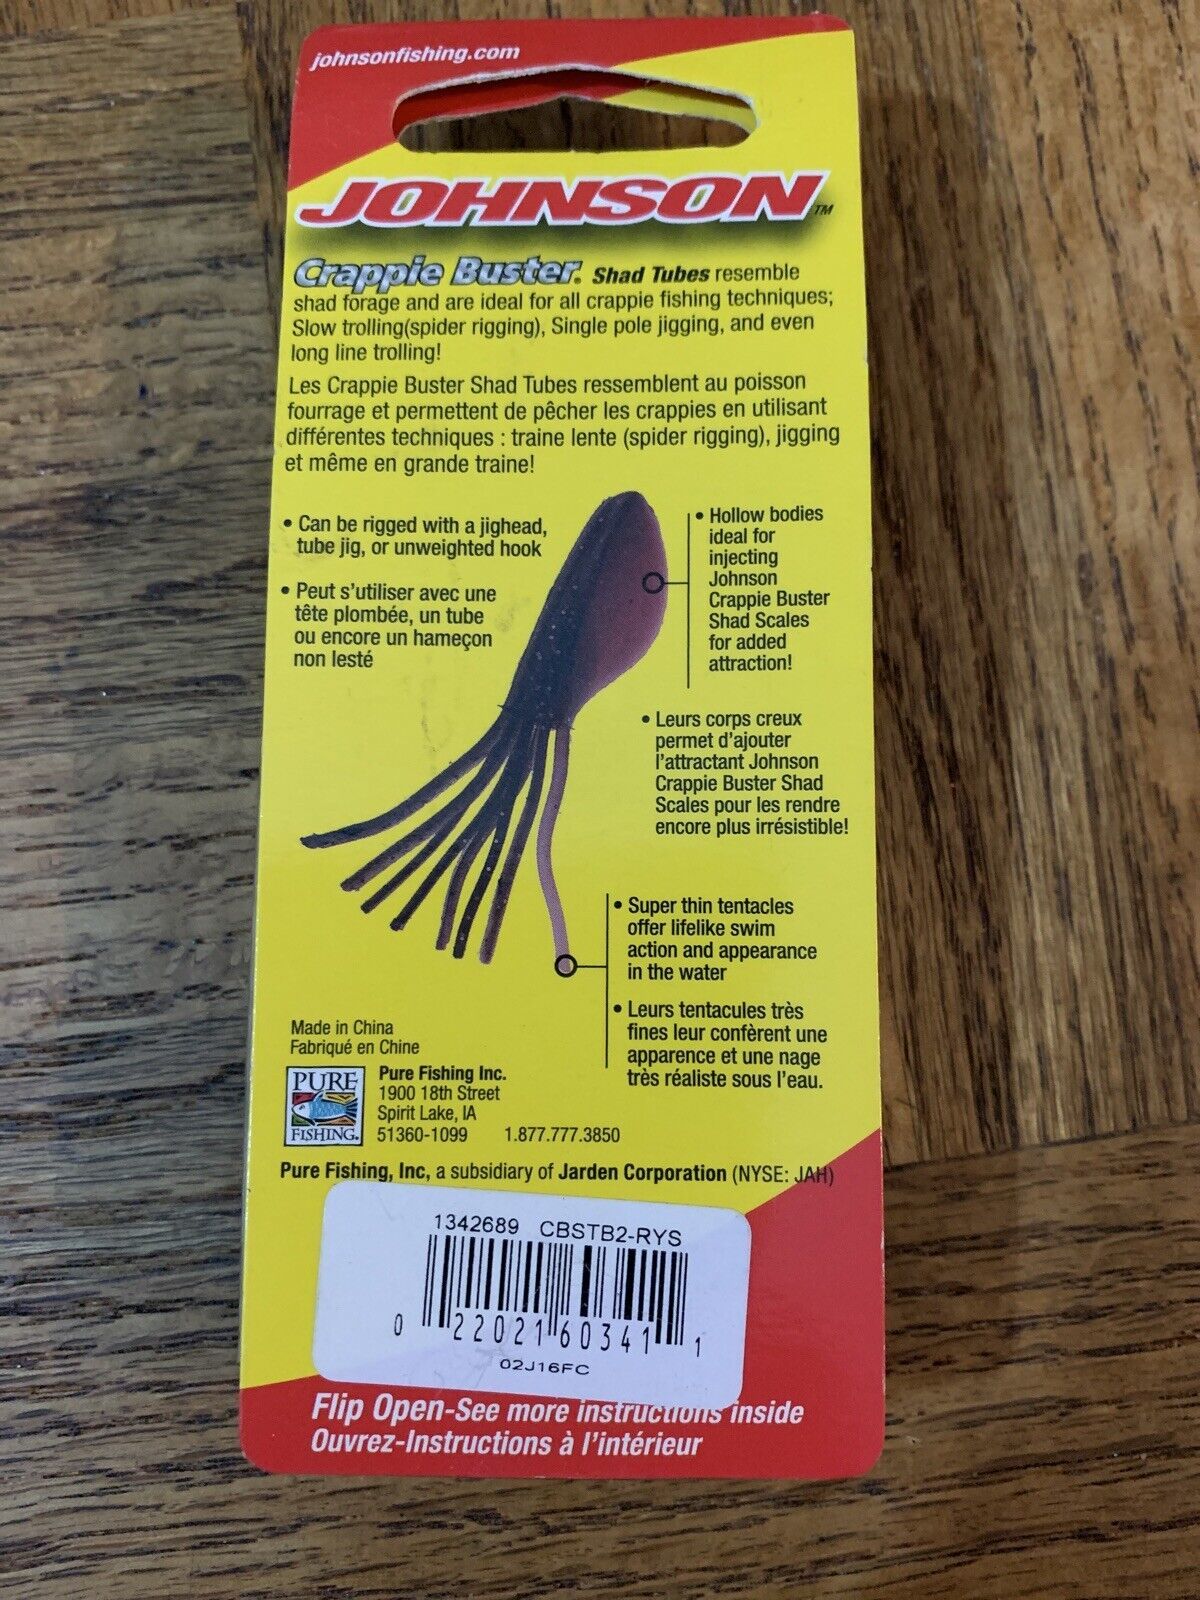 johnsonfishing.com
JOHNSON™
Crappie Buster® Shad Tubes resemble
shad forage and are ideal for all crappie fishing techniques;
Slow trolling(spider rigging), Single pole jigging, and even
long line trolling!
Les Crappie Buster Shad Tubes ressemblent au poisson
fourrage et permettent de pêcher les crappies en utilisant
différentes techniques : traine lente (spider rigging), jigging
et même en grande traine!
• Can be rigged with a jighead,
tube jig, or unweighted hook
• Peut s'utiliser avec une
tête plombée, un tube
ou encore un hameçon
non lesté
• Hollow bodies
ideal for
injecting
Johnson
Crappie Buster
Shad Scales
for added
attraction!
• Leurs corps creux
permet d'ajouter
l'attractant Johnson
Crappie Buster Shad
Scales pour les rendre
encore plus irrésistible!
• Super thin tentacles
offer lifelike swim
action and appearance
in the water
• Leurs tentacules très
fines leur confèrent une
apparence et une nage
très réaliste sous l'eau.
Made in China
Fabriqué en Chine
PURE
FISHING®
Pure Fishing Inc.
1900 18th Street
Spirit Lake, IA
51360-1099 1.877.777.3850
Pure Fishing, Inc, a subsidiary of Jarden Corporation (NYSE: JAH)
1342689 CBSTB2-RYS
0 22021 60341 1
02J16FC
Flip Open-See more instructions inside
Ouvrez-Instructions à l'intérieur